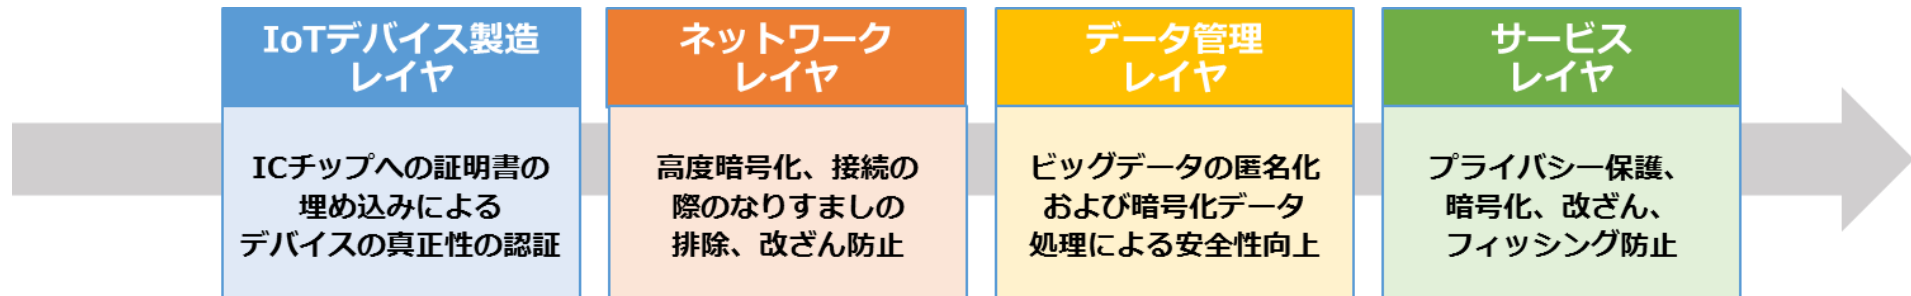 IoTデバイス製造
レイヤ
ICチップへの証明書の
埋め込みによる
デバイスの真正性の認証
ネットワーク
レイヤ
高度暗号化、接続の
際のなりすましの
排除、改ざん防止
データ管理
レイヤ
ビッグデータの匿名化
および暗号化データ
処理による安全性向上
サービス
レイヤ
プライバシー保護、
暗号化、改ざん、
フィッシング防止